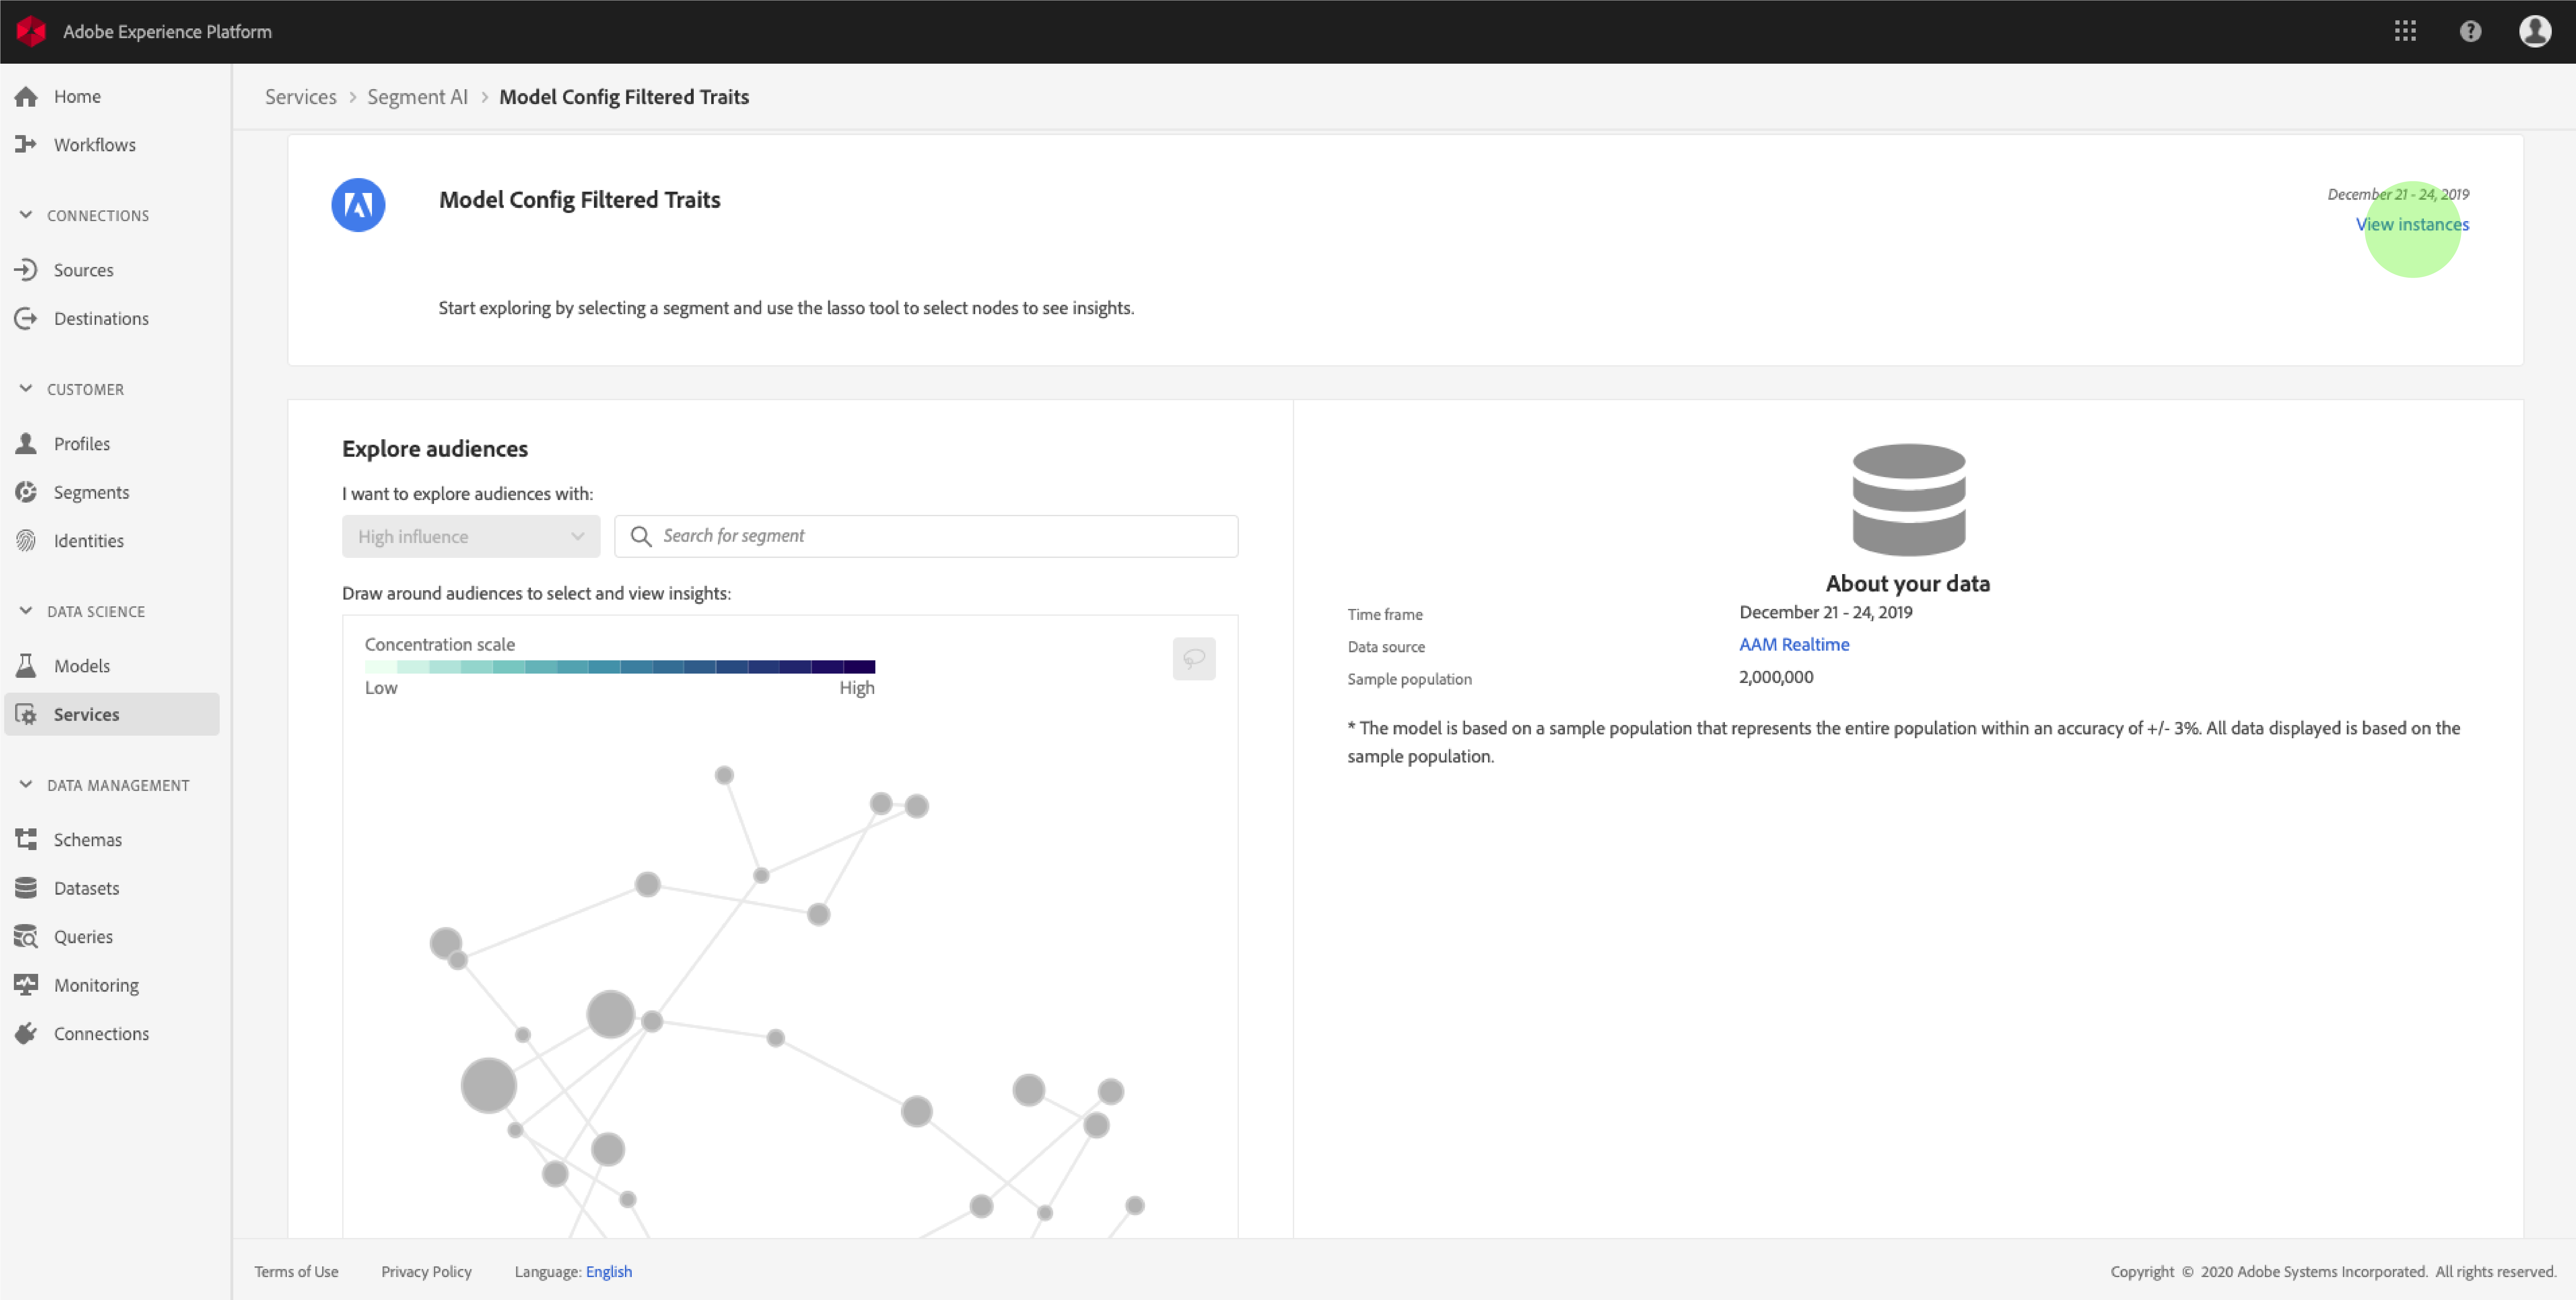 Adobe Experience Platform
Home
Workflows
CONNECTIONS
Sources
Destinations
CUSTOMER
Profiles
Segments
Identities
DATA SCIENCE
Models
Services
DATA MANAGEMENT
Schemas
Datasets
Queries
Monitoring
Connections
Services > Segment AI > Model Config Filtered Traits
Model Config Filtered Traits
December 21 - 24, 2019
View instances
Start exploring by selecting a segment and use the lasso tool to select nodes to see insights.
Explore audiences
I want to explore audiences with:
High influence
Search for segment
Draw around audiences to select and view insights:
Concentration scale
Low High
About your data
Time frame December 21 - 24, 2019
Data source AAM Realtime
Sample population 2,000,000
* The model is based on a sample population that represents the entire population within an accuracy of +/- 3%. All data displayed is based on the
sample population.
Terms of Use Privacy Policy Language: English
Copyright © 2020 Adobe Systems Incorporated. All rights reserved.